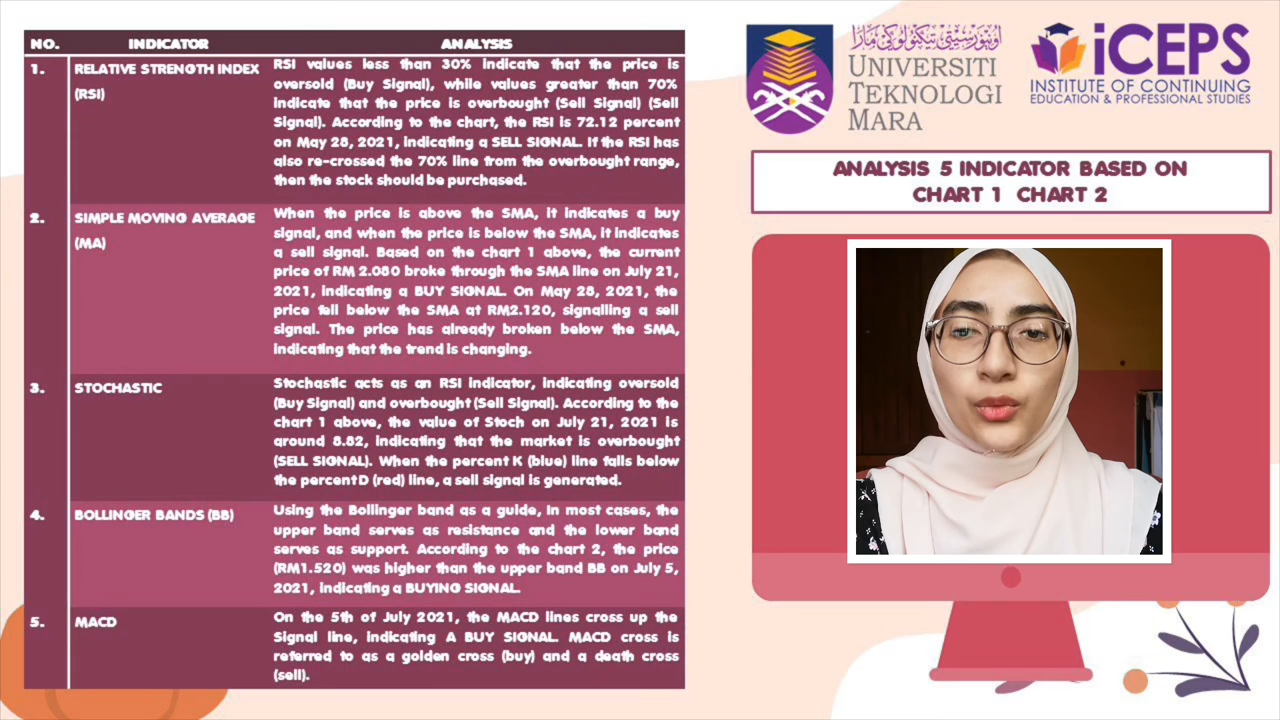 NO. INDICATOR ANALYSIS
1. RELATIVE STRENGTH INDEX
(RSI)
RSI values less than 30% indicate that the price is
oversold (Buy Signal), while values greater than 70%
indicate that the price is overbought (Sell Signal) (Sell
Signal). According to the chart, the RSI is 72.12 percent
on May 28, 2021, indicating a SELL SIGNAL. If the RSI has
also re-crossed the 70% line from the overbought range,
then the stock should be purchased.
2. SIMPLE MOVING AVERAGE
(MA)
When the price is above the SMA, it indicates a buy
signal, and when the price is below the SMA, it indicates
a sell signal. Based on the chart 1 above, the current
price of RM 2.080 broke through the SMA line on July 21,
2021, indicating a BUY SIGNAL. On May 28, 2021, the
price fell below the SMA at RM2.120, signalling a sell
signal. The price has already broken below the SMA,
indicating that the trend is changing.
3. STOCHASTIC
Stochastic acts as an RSI indicator, indicating oversold
(Buy Signal) and overbought (Sell Signal). According to the
chart 1 above, the value of Stoch on July 21, 2021 is
around 8.82, indicating that the market is overbought
(SELL SIGNAL). When the percent K (blue) line falls below
the percent D (red) line, a sell signal is generated.
4. BOLLINGER BANDS (BB)
Using the Bollinger band as a guide, in most cases, the
upper band serves as resistance and the lower band
serves as support. According to the chart 2, the price
(RM1.520) was higher than the upper band BB on July 5,
2021, indicating a BUYING SIGNAL.
5. MACD
On the 5th of July 2021, the MACD lines cross up the
Signal line, indicating A BUY SIGNAL. MACD cross is
referred to as a golden cross (buy) and a death cross
(sell).
اونيۏرسيتي تيكنولوڬي مارا
UNIVERSITI
TEKNOLOGI
MARA
iCEPS
INSTITUTE OF CONTINUING
EDUCATION & PROFESSIONAL STUDIES
ANALYSIS 5 INDICATOR BASED ON
CHART 1 CHART 2